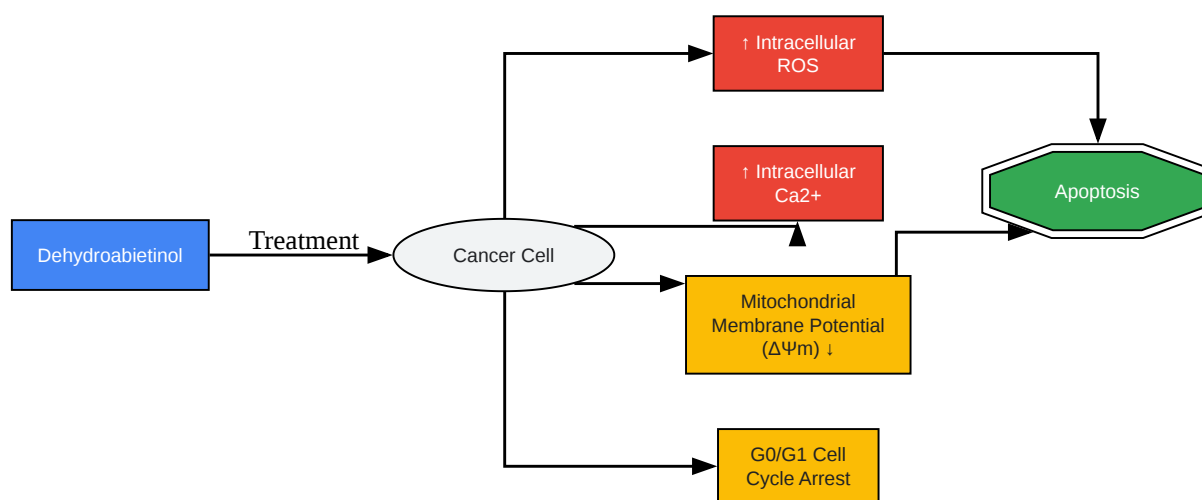 Dehydroabietinol
Treatment
Cancer Cell
↑ Intracellular
ROS
↑ Intracellular
Ca2+
Mitochondrial
Membrane Potential
(ΔΨm) ↓
G0/G1 Cell
Cycle Arrest
Apoptosis